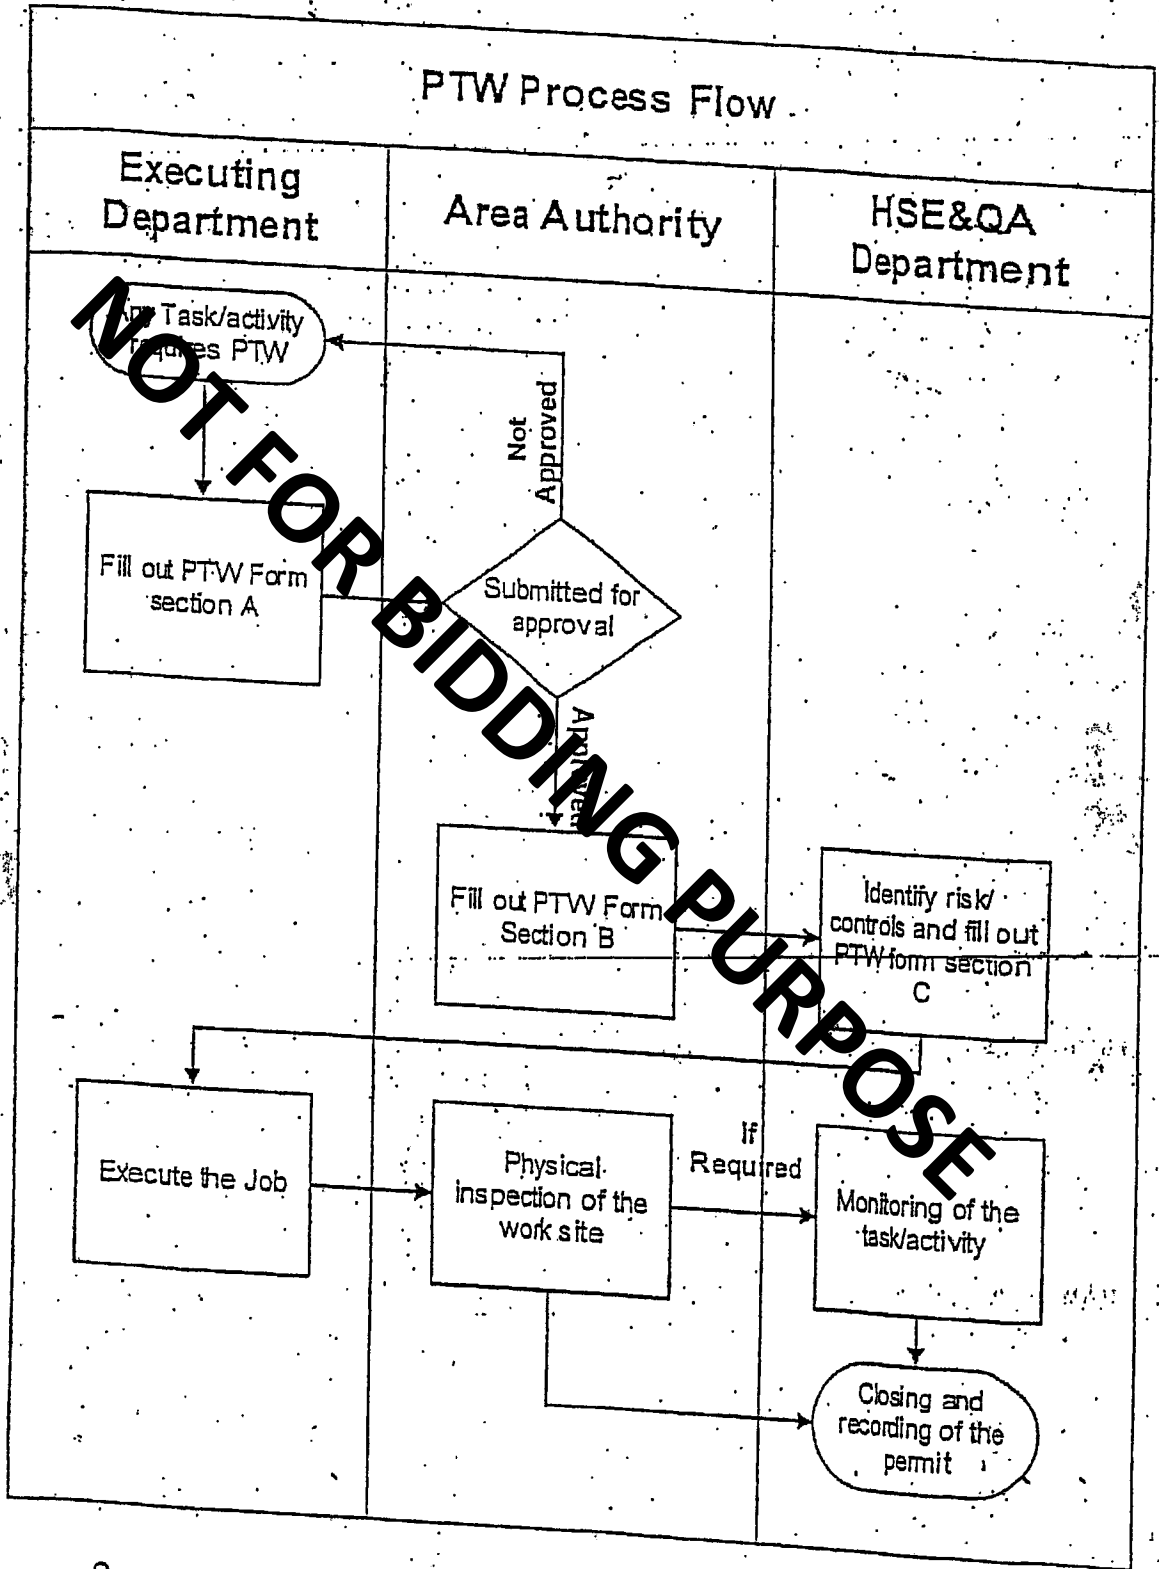 PTW Process Flow
Executing
Department
Area Authority
HSE&QA
Department
Any Task/activity
requires PTW
Not
Approved
Fill out PTW Form
section A
Submitted for
approval
Approved
Fill out PTW Form
Section B
Identify risk/
controls and fill out
PTW form section
C
Execute the Job
Physical
inspection of the
work site
If
Required
Monitoring of the
task/activity
Closing and
recording of the
permit
NOT FOR BIDDING PURPOSE